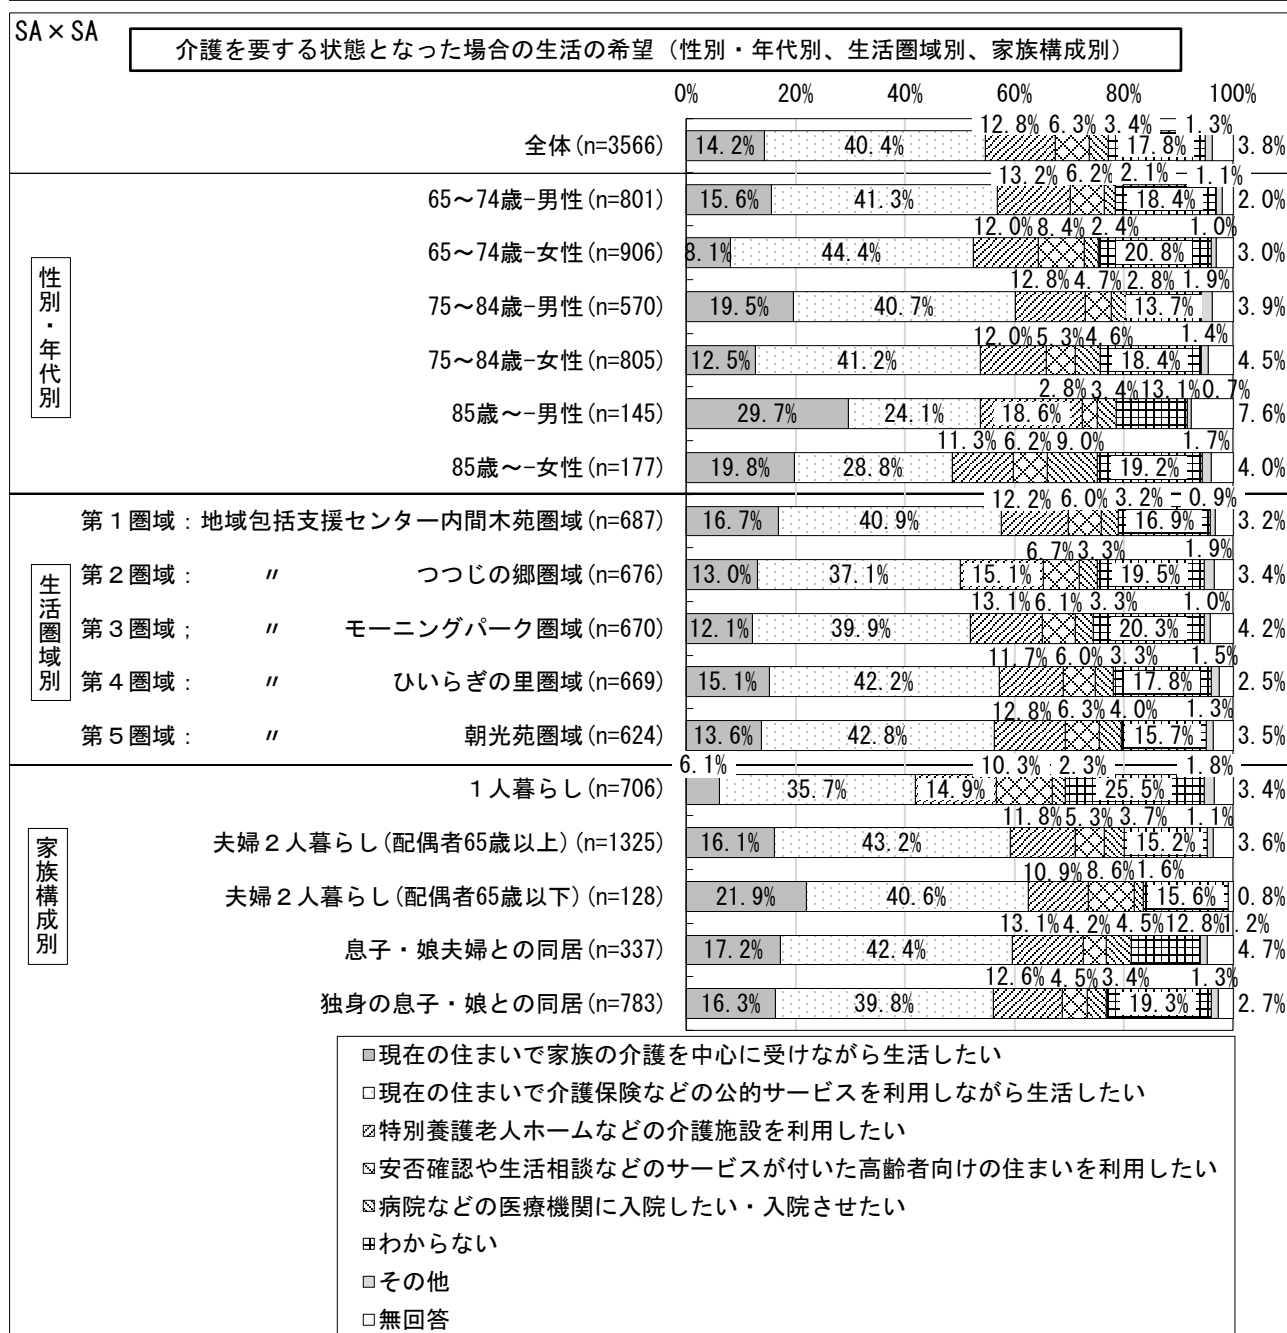 SA×SA
介護を要する状態となった場合の生活の希望（性別・年代別、生活圏域別、家族構成別）
0% 20% 40% 60% 80% 100%
12.8% 6.3% 3.4% 1.3%
全体(n=3566) 14.2% 40.4% 17.8% 3.8%
13.2% 6.2% 2.1% 1.1%
65～74歳-男性(n=801) 15.6% 41.3% 18.4% 2.0%
12.0% 8.4% 2.4% 1.0%
65～74歳-女性(n=906) 8.1% 44.4% 20.8% 3.0%
12.8% 4.7% 2.8% 1.9%
75～84歳-男性(n=570) 19.5% 40.7% 13.7% 3.9%
12.0% 5.3% 4.6% 1.4%
75～84歳-女性(n=805) 12.5% 41.2% 18.4% 4.5%
2.8% 3.4% 13.1% 0.7%
85歳～-男性(n=145) 29.7% 24.1% 18.6% 7.6%
11.3% 6.2% 9.0% 1.7%
85歳～-女性(n=177) 19.8% 28.8% 19.2% 4.0%
性別・年代別
12.2% 6.0% 3.2% 0.9%
第１圏域：地域包括支援センター内間木苑圏域(n=687) 16.7% 40.9% 16.9% 3.2%
6.7% 3.3% 1.9%
第２圏域： 〃 つつじの郷圏域(n=676) 13.0% 37.1% 15.1% 19.5% 3.4%
13.1% 6.1% 3.3% 1.0%
第３圏域； 〃 モーニングパーク圏域(n=670) 12.1% 39.9% 20.3% 4.2%
11.7% 6.0% 3.3% 1.5%
第４圏域： 〃 ひいらぎの里圏域(n=669) 15.1% 42.2% 17.8% 2.5%
12.8% 6.3% 4.0% 1.3%
第５圏域： 〃 朝光苑圏域(n=624) 13.6% 42.8% 15.7% 3.5%
生活圏域別
6.1% 10.3% 2.3% 1.8%
１人暮らし(n=706) 35.7% 14.9% 25.5% 3.4%
11.8% 5.3% 3.7% 1.1%
夫婦２人暮らし(配偶者65歳以上)(n=1325) 16.1% 43.2% 15.2% 3.6%
10.9% 8.6% 1.6%
夫婦２人暮らし(配偶者65歳以下)(n=128) 21.9% 40.6% 15.6% 0.8%
13.1% 4.2% 4.5% 12.8% 1.2%
息子・娘夫婦との同居(n=337) 17.2% 42.4% 4.7%
12.6% 4.5% 3.4% 1.3%
独身の息子・娘との同居(n=783) 16.3% 39.8% 19.3% 2.7%
家族構成別
現在の住まいで家族の介護を中心に受けながら生活したい
現在の住まいで介護保険などの公的サービスを利用しながら生活したい
特別養護老人ホームなどの介護施設を利用したい
安否確認や生活相談などのサービスが付いた高齢者向けの住まいを利用したい
病院などの医療機関に入院したい・入院させたい
わからない
その他
無回答